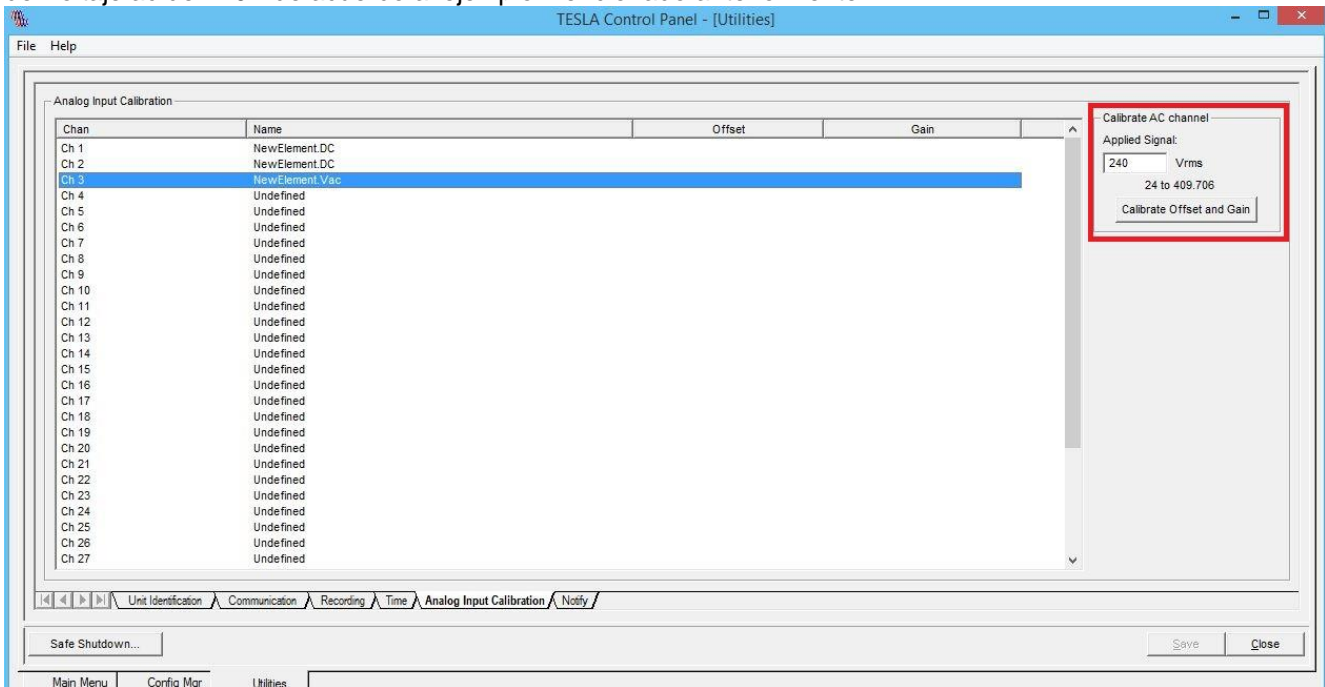 TESLA Control Panel - [Utilities]
File Help
Analog Input Calibration
Chan Name Offset Gain
Ch 1 NewElement.DC
Ch 2 NewElement.DC
Ch 3 NewElement.Vac
Ch 4 Undefined
Ch 5 Undefined
Ch 6 Undefined
Ch 7 Undefined
Ch 8 Undefined
Ch 9 Undefined
Ch 10 Undefined
Ch 11 Undefined
Ch 12 Undefined
Ch 13 Undefined
Ch 14 Undefined
Ch 15 Undefined
Ch 16 Undefined
Ch 17 Undefined
Ch 18 Undefined
Ch 19 Undefined
Ch 20 Undefined
Ch 21 Undefined
Ch 22 Undefined
Ch 23 Undefined
Ch 24 Undefined
Ch 25 Undefined
Ch 26 Undefined
Ch 27 Undefined
Calibrate AC channel
Applied Signal:
240 Vrms
24 to 409.706
Calibrate Offset and Gain
Unit Identification Communication Recording Time Analog Input Calibration Notify
Safe Shutdown... Save Close
Main Menu Config Mgr Utilities